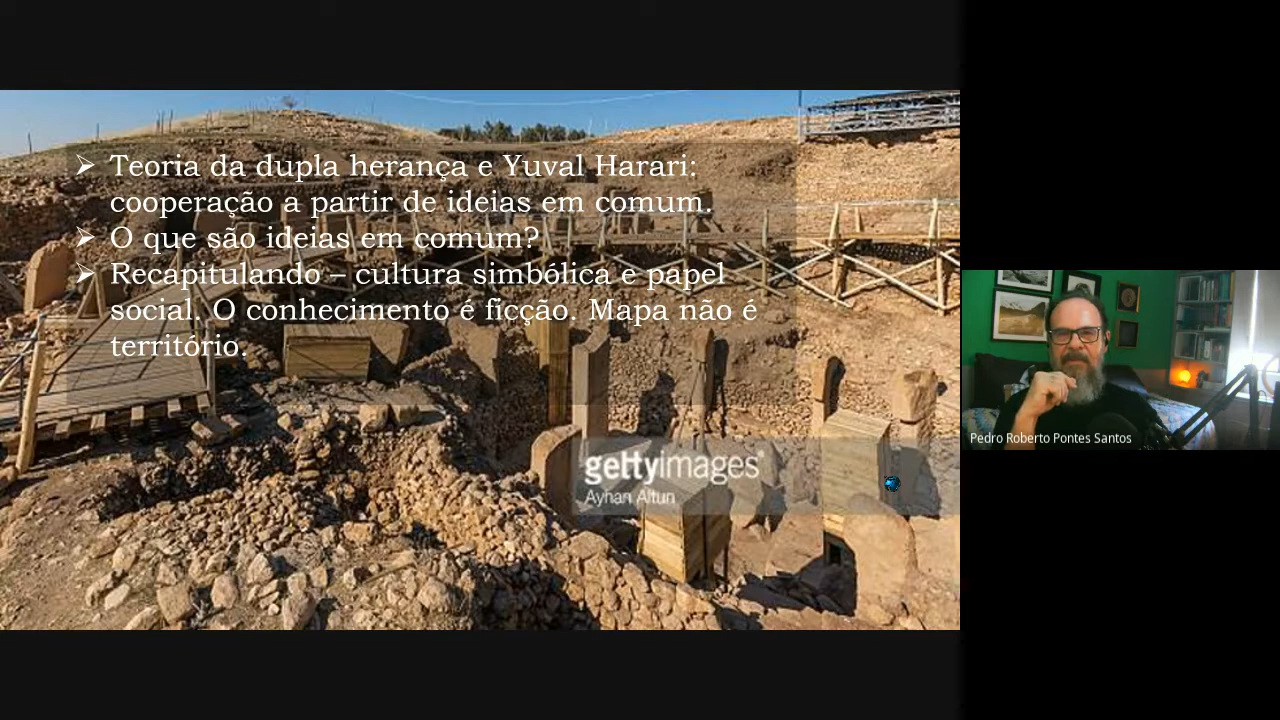 ➢ Teoria da dupla herança e Yuval Harari:
cooperação a partir de ideias em comum.
➢ O que são ideias em comum?
➢ Recapitulando – cultura simbólica e papel
social. O conhecimento é ficção. Mapa não é
território.
gettyimages®
Ayhan Altun
Pedro Roberto Pontes Santos